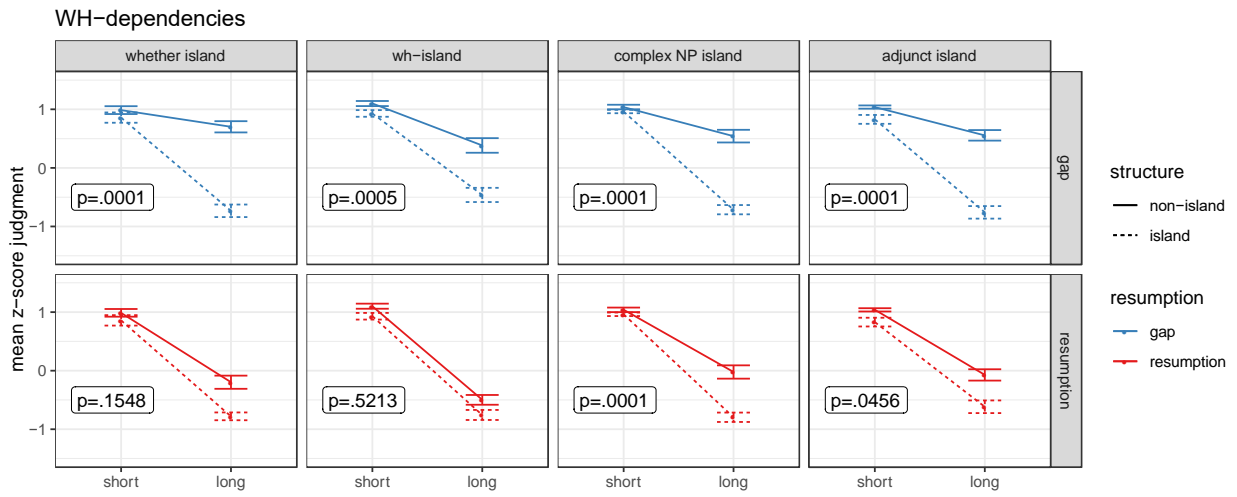 WH−dependencies
whether island
wh−island
complex NP island
adjunct island
mean z−score judgment
1
0
−1
p=.0001
p=.0005
p=.0001
p=.0001
gap
1
0
−1
p=.1548
p=.5213
p=.0001
p=.0456
resumption
short
long
short
long
short
long
short
long
structure
non−island
island
resumption
gap
resumption